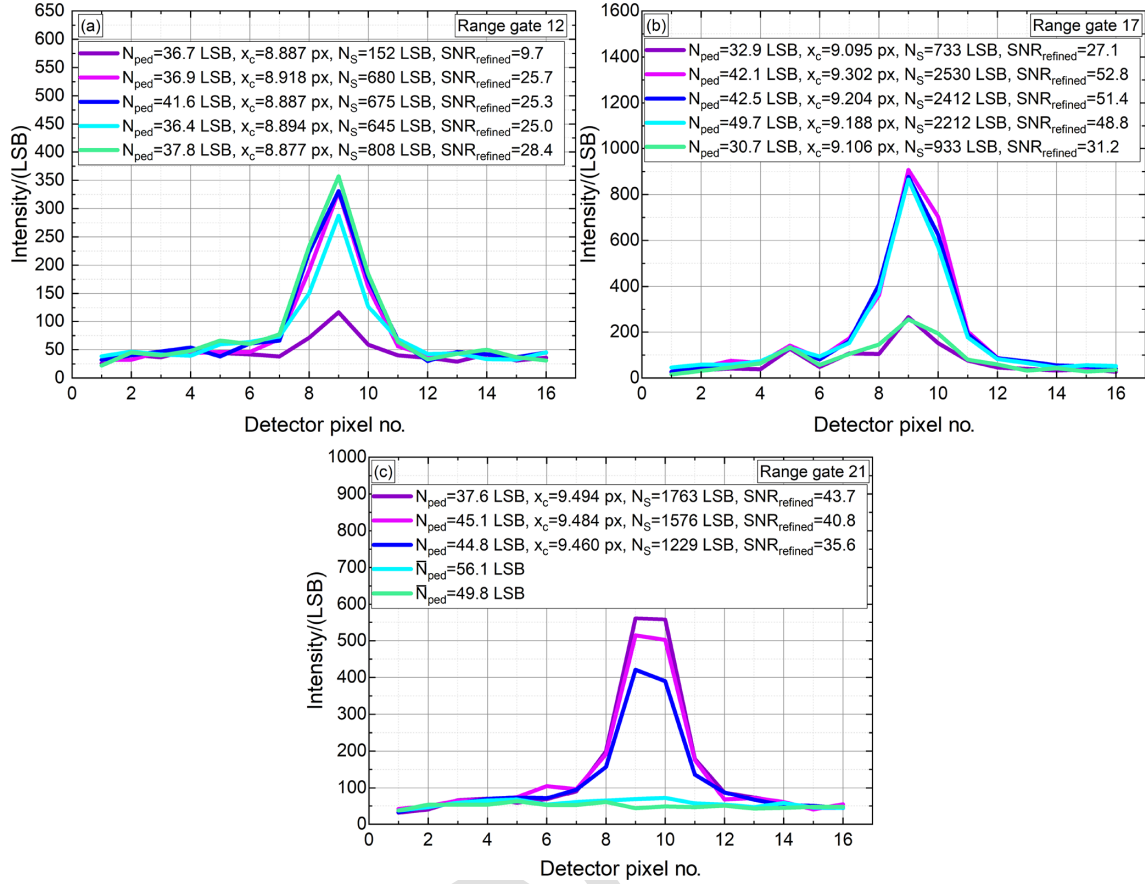 (a)
Range gate 12
N_ped=36.7 LSB, x_c=8.887 px, N_S=152 LSB, SNR_refined=9.7
N_ped=36.9 LSB, x_c=8.918 px, N_S=680 LSB, SNR_refined=25.7
N_ped=41.6 LSB, x_c=8.887 px, N_S=675 LSB, SNR_refined=25.3
N_ped=36.4 LSB, x_c=8.894 px, N_S=645 LSB, SNR_refined=25.0
N_ped=37.8 LSB, x_c=8.877 px, N_S=808 LSB, SNR_refined=28.4
650
600
550
500
450
400
350
300
250
200
150
100
50
0
Intensity/(LSB)
0 2 4 6 8 10 12 14 16
Detector pixel no.
(b)
Range gate 17
N_ped=32.9 LSB, x_c=9.095 px, N_S=733 LSB, SNR_refined=27.1
N_ped=42.1 LSB, x_c=9.302 px, N_S=2530 LSB, SNR_refined=52.8
N_ped=42.5 LSB, x_c=9.204 px, N_S=2412 LSB, SNR_refined=51.4
N_ped=49.7 LSB, x_c=9.188 px, N_S=2212 LSB, SNR_refined=48.8
N_ped=30.7 LSB, x_c=9.106 px, N_S=933 LSB, SNR_refined=31.2
1600
1400
1200
1000
800
600
400
200
0
Intensity/(LSB)
0 2 4 6 8 10 12 14 16
Detector pixel no.
(c)
Range gate 21
N_ped=37.6 LSB, x_c=9.494 px, N_S=1763 LSB, SNR_refined=43.7
N_ped=45.1 LSB, x_c=9.484 px, N_S=1576 LSB, SNR_refined=40.8
N_ped=44.8 LSB, x_c=9.460 px, N_S=1229 LSB, SNR_refined=35.6
N̄_ped=56.1 LSB
N̄_ped=49.8 LSB
1000
900
800
700
600
500
400
300
200
100
0
Intensity/(LSB)
0 2 4 6 8 10 12 14 16
Detector pixel no.